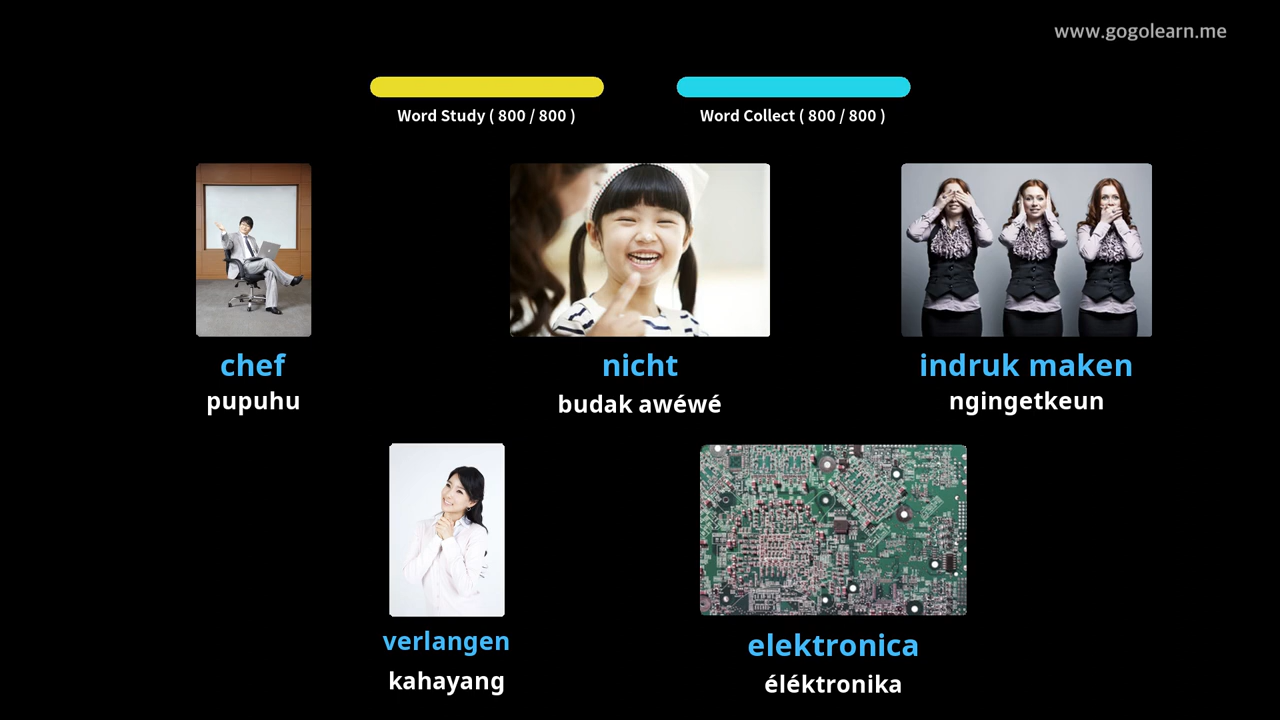 www.gogolearn.me
Word Study ( 800 / 800 )
Word Collect ( 800 / 800 )
chef
pupuhu
nicht
budak awéwé
indruk maken
ngingetkeun
verlangen
kahayang
elektronica
éléktronika